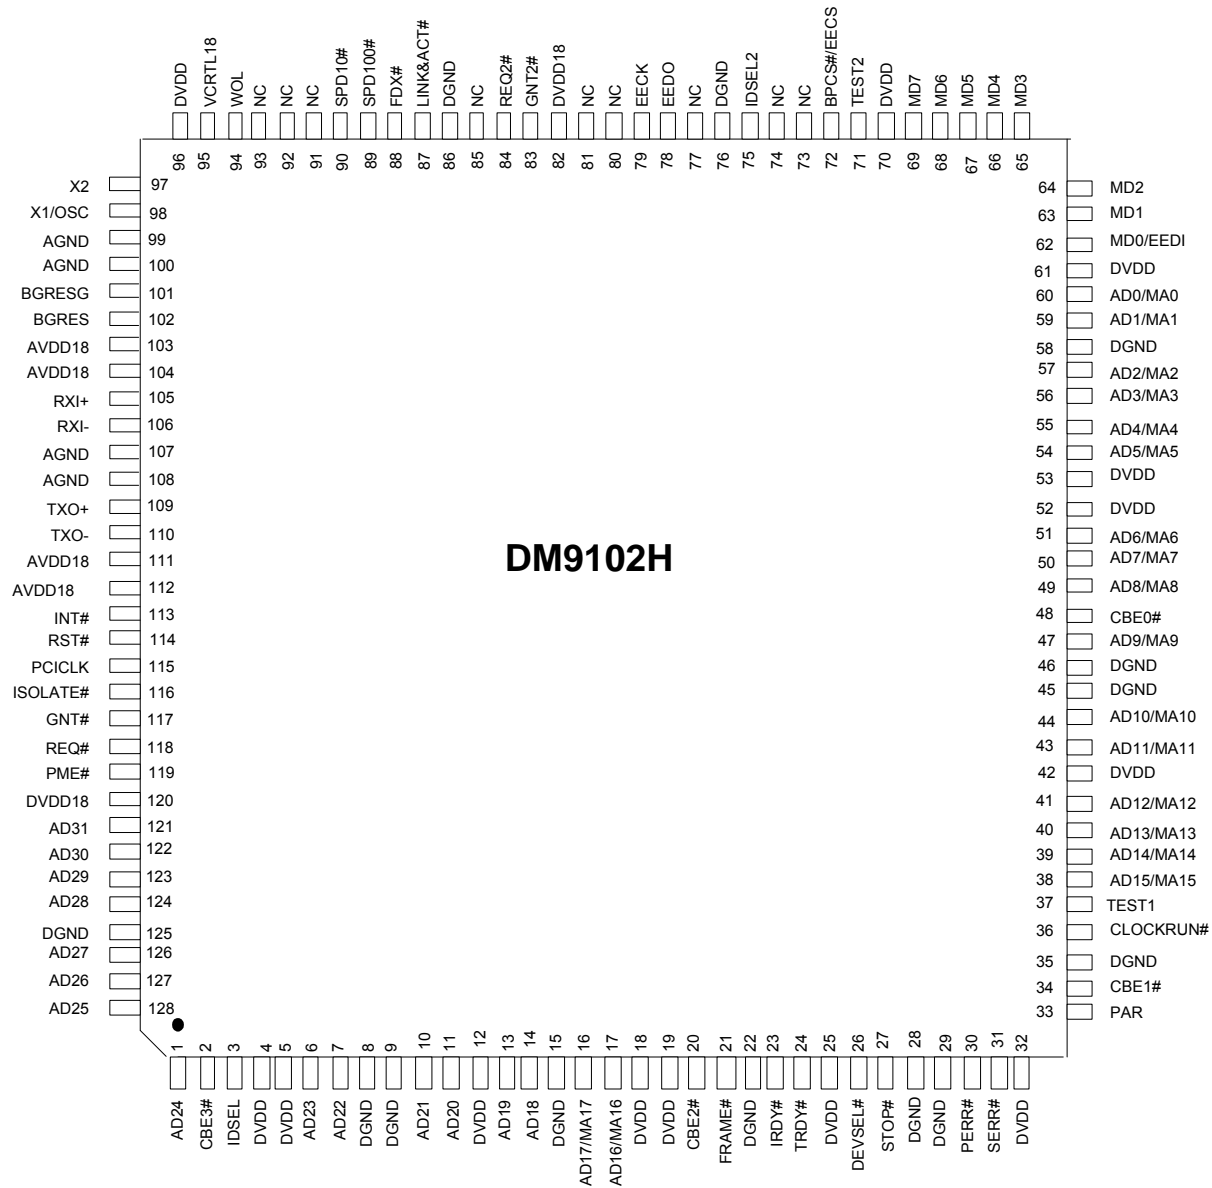 DVDD
VCRTL18
WOL
NC
NC
NC
SPD10#
SPD100#
FDX#
LINK&ACT#
DGND
NC
REQ2#
GNT2#
DVDD18
NC
NC
EECK
EEDO
NC
DGND
IDSEL2
NC
NC
BPCS#/EECS
TEST2
DVDD
MD7
MD6
MD5
MD4
MD3
96
95
94
93
92
91
90
89
88
87
86
85
84
83
82
81
80
79
78
77
76
75
74
73
72
71
70
69
68
67
66
65
X2 97
X1/OSC 98
AGND 99
AGND 100
BGRESG 101
BGRES 102
AVDD18 103
AVDD18 104
RXI+ 105
RXI- 106
AGND 107
AGND 108
TXO+ 109
TXO- 110
AVDD18 111
AVDD18 112
INT# 113
RST# 114
PCICLK 115
ISOLATE# 116
GNT# 117
REQ# 118
PME# 119
DVDD18 120
AD31 121
AD30 122
AD29 123
AD28 124
DGND 125
AD27 126
AD26 127
AD25 128
DM9102H
64 MD2
63 MD1
62 MD0/EEDI
61 DVDD
60 AD0/MA0
59 AD1/MA1
58 DGND
57 AD2/MA2
56 AD3/MA3
55 AD4/MA4
54 AD5/MA5
53 DVDD
52 DVDD
51 AD6/MA6
50 AD7/MA7
49 AD8/MA8
48 CBE0#
47 AD9/MA9
46 DGND
45 DGND
44 AD10/MA10
43 AD11/MA11
42 DVDD
41 AD12/MA12
40 AD13/MA13
39 AD14/MA14
38 AD15/MA15
37 TEST1
36 CLOCKRUN#
35 DGND
34 CBE1#
33 PAR
1
2
3
4
5
6
7
8
9
10
11
12
13
14
15
16
17
18
19
20
21
22
23
24
25
26
27
28
29
30
31
32
AD24
CBE3#
IDSEL
DVDD
DVDD
AD23
AD22
DGND
DGND
AD21
AD20
DVDD
AD19
AD18
DGND
AD17/MA17
AD16/MA16
DVDD
DVDD
CBE2#
FRAME#
DGND
IRDY#
TRDY#
DVDD
DEVSEL#
STOP#
DGND
DGND
PERR#
SERR#
DVDD